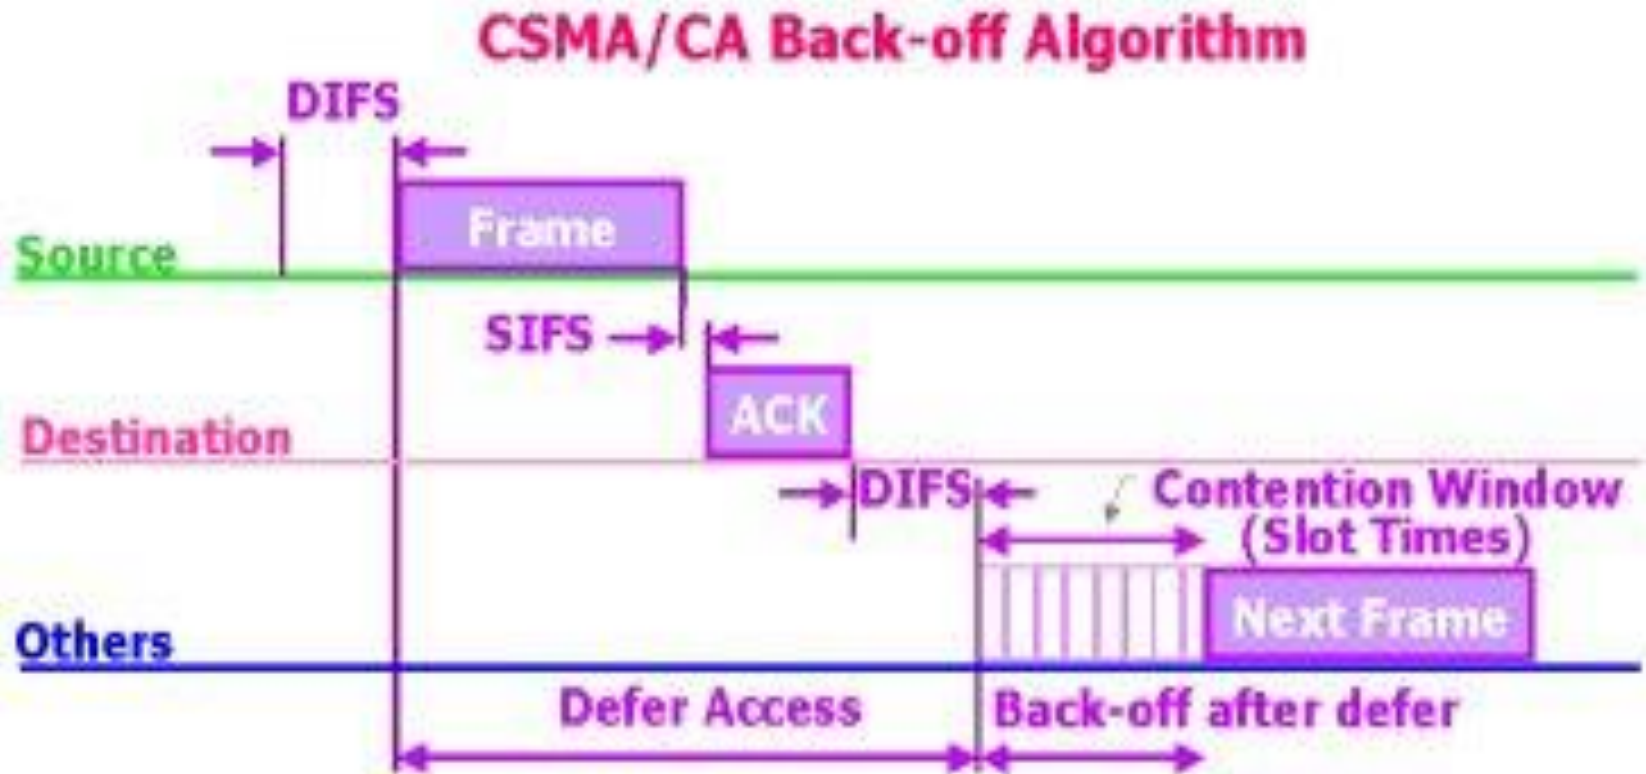 CSMA/CA Back-off Algorithm
DIFS
Frame
Source
SIFS
ACK
Destination
DIFS
Contention Window
(Slot Times)
Next Frame
Others
Defer Access
Back-off after defer